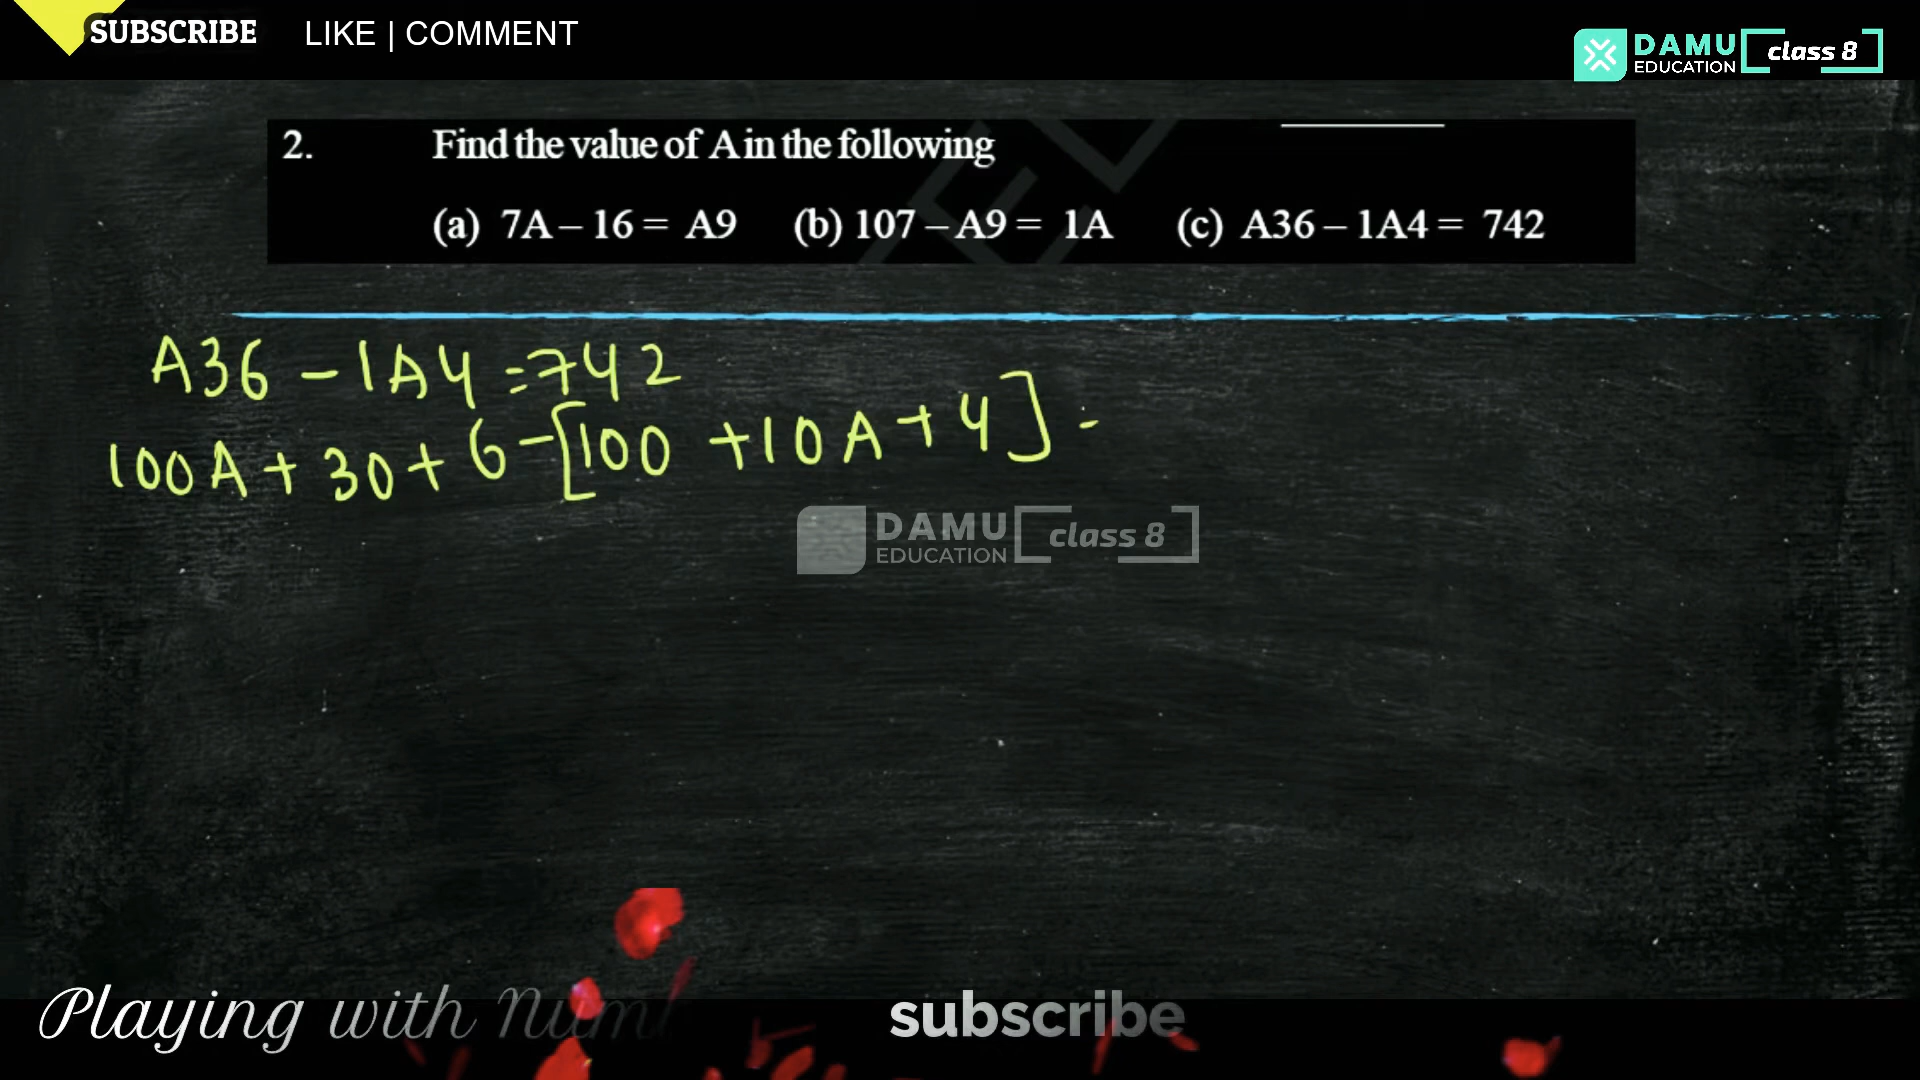 SUBSCRIBE LIKE | COMMENT
DAMU EDUCATION class 8
2. Find the value of A in the following
(a) 7A – 16 = A9 (b) 107 – A9 = 1A (c) A36 – 1A4 = 742
A36 - 1A4 = 742
100A + 30 + 6 - [100 + 10A + 4] =
DAMU EDUCATION class 8
Playing with Num
subscribe